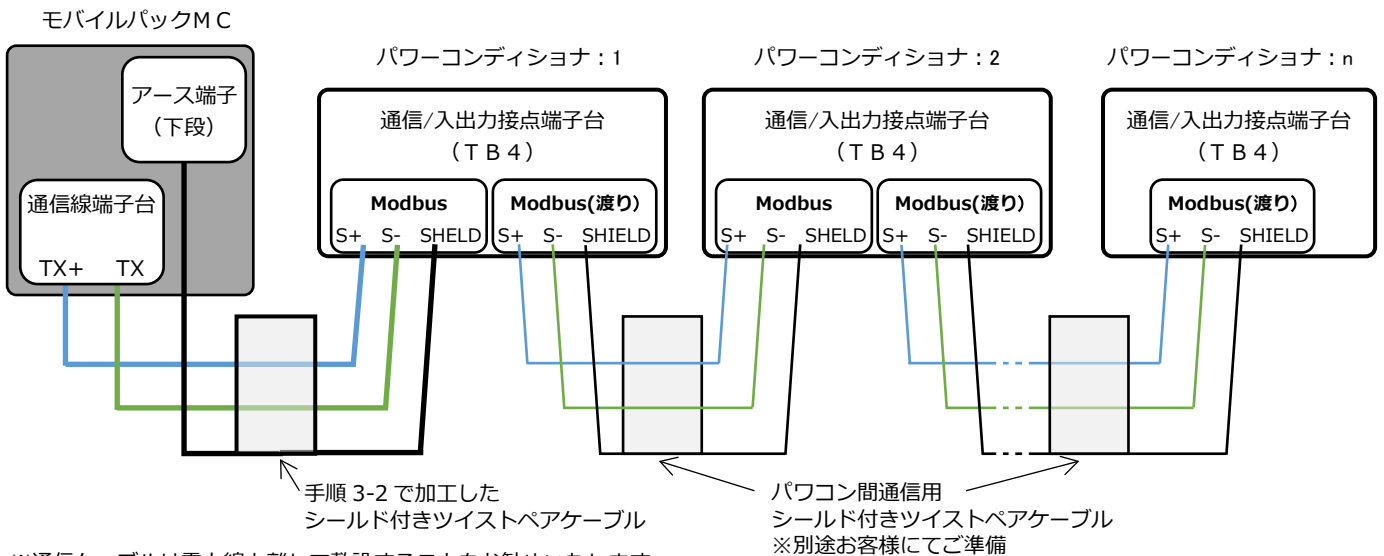 モバイルパックＭＣ
アース端子
（下段）
通信線端子台
TX+ TX
パワーコンディショナ：1
通信/入出力接点端子台
（ＴＢ４）
Modbus
S+ S- SHELD
Modbus(渡り）
S+ S- SHIELD
パワーコンディショナ：2
通信/入出力接点端子台
（ＴＢ４）
Modbus
S+ S- SHELD
Modbus(渡り）
S+ S- SHIELD
パワーコンディショナ：n
通信/入出力接点端子台
（ＴＢ４）
Modbus(渡り）
S+ S- SHIELD
手順 3-2 で加工した
シールド付きツイストペアケーブル
パワコン間通信用
シールド付きツイストペアケーブル
※別途お客様にてご準備